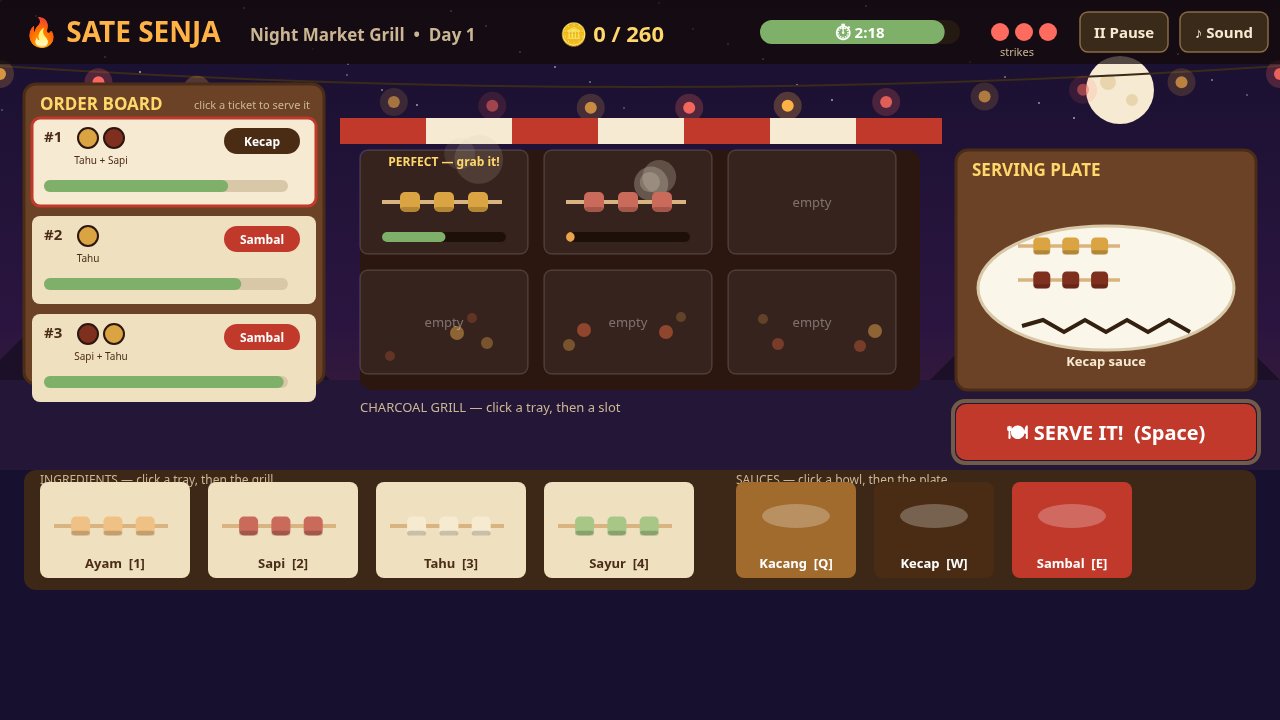 🔥 SATE SENJA
Night Market Grill • Day 1
🪙 0 / 260
⏱ 2:18
strikes
II Pause
♪ Sound
ORDER BOARD
click a ticket to serve it
#1
Tahu + Sapi
Kecap
#2
Tahu
Sambal
#3
Sapi + Tahu
Sambal
PERFECT — grab it!
empty
empty
empty
empty
CHARCOAL GRILL — click a tray, then a slot
SERVING PLATE
Kecap sauce
🍽 SERVE IT! (Space)
INGREDIENTS — click a tray, then the grill
Ayam [1]
Sapi [2]
Tahu [3]
Sayur [4]
SAUCES — click a bowl, then the plate
Kacang [Q]
Kecap [W]
Sambal [E]